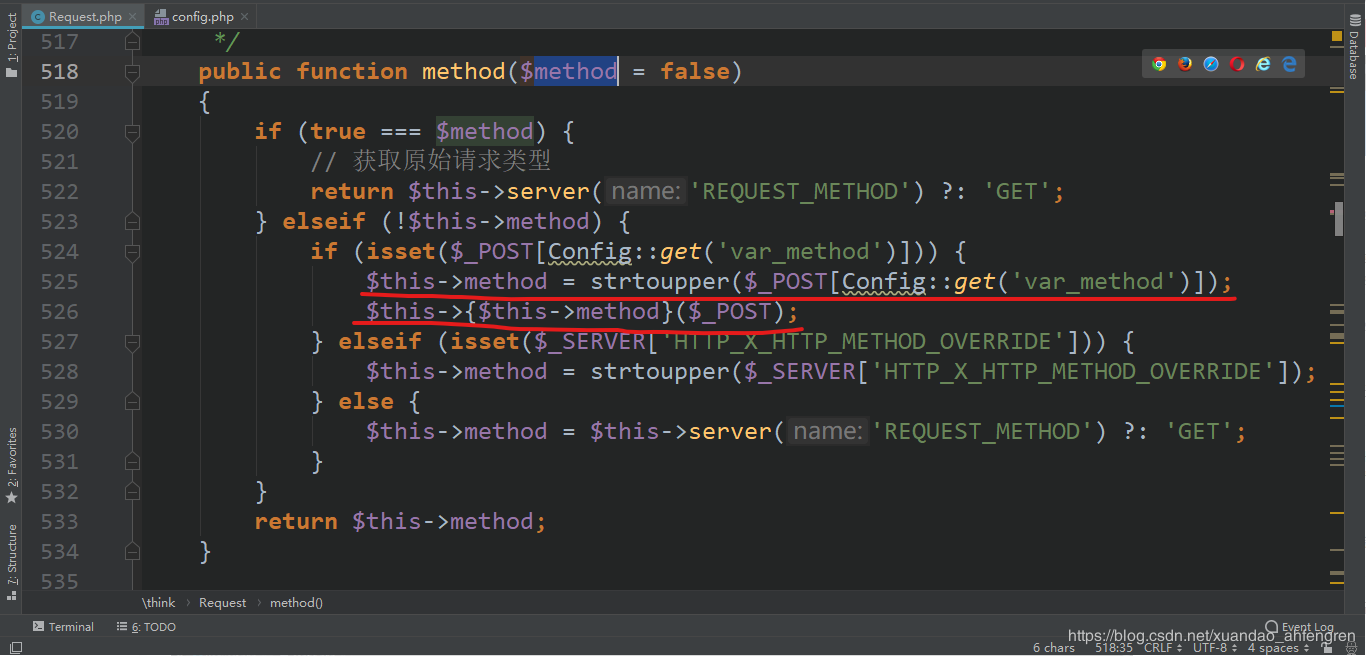 Request.php
config.php
1: Project
Database
517 */
518 public function method($method = false)
519 {
520 if (true === $method) {
521 // 获取原始请求类型
522 return $this->server( name: 'REQUEST_METHOD') ?: 'GET';
523 } elseif (!$this->method) {
524 if (isset($_POST[Config::get('var_method')])) {
525 $this->method = strtoupper($_POST[Config::get('var_method')]);
526 $this->{$this->method}($_POST);
527 } elseif (isset($_SERVER['HTTP_X_HTTP_METHOD_OVERRIDE'])) {
528 $this->method = strtoupper($_SERVER['HTTP_X_HTTP_METHOD_OVERRIDE']);
529 } else {
530 $this->method = $this->server( name: 'REQUEST_METHOD') ?: 'GET';
531 }
532 }
533 return $this->method;
534 }
535
2: Favorites
7: Structure
\think › Request › method()
Terminal
6: TODO
Event Log
https://blog.csdn.net/xuandao_ahfengren
6 chars 518:35 CRLF UTF-8 4 spaces